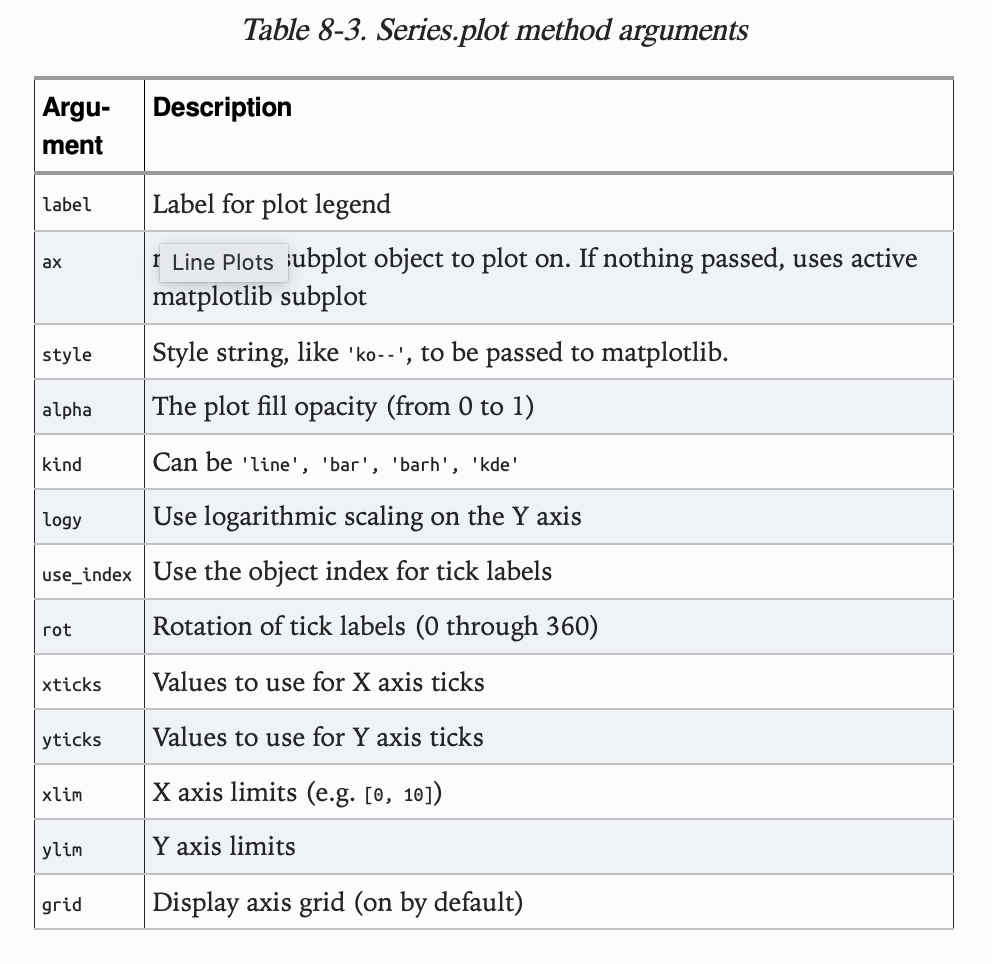 Table 8-3. Series.plot method arguments
Argu-
ment
Description
label
Label for plot legend
ax
Line Plots
subplot object to plot on. If nothing passed, uses active
matplotlib subplot
style
Style string, like 'ko--', to be passed to matplotlib.
alpha
The plot fill opacity (from 0 to 1)
kind
Can be 'line', 'bar', 'barh', 'kde'
logy
Use logarithmic scaling on the Y axis
use_index
Use the object index for tick labels
rot
Rotation of tick labels (0 through 360)
xticks
Values to use for X axis ticks
yticks
Values to use for Y axis ticks
xlim
X axis limits (e.g. [0, 10])
ylim
Y axis limits
grid
Display axis grid (on by default)